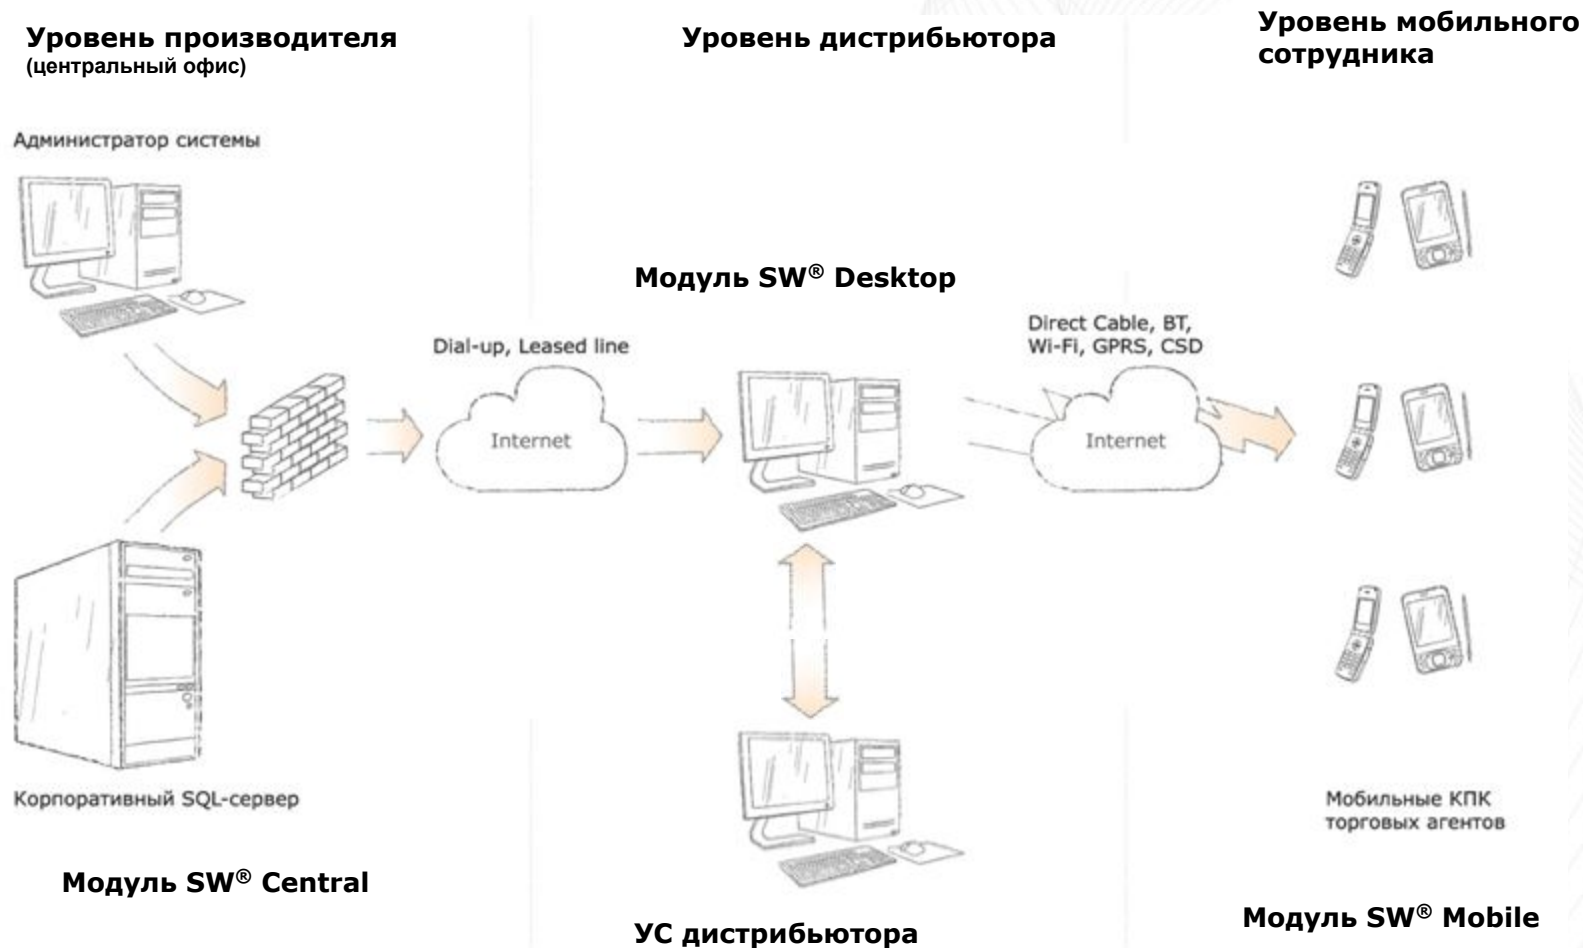 Уровень производителя
(центральный офис)
Уровень дистрибьютора
Уровень мобильного
сотрудника
Администратор системы
Модуль SW® Desktop
Dial-up, Leased line
Direct Cable, BT,
Wi-Fi, GPRS, CSD
Internet
Internet
Корпоративный SQL-сервер
Мобильные КПК
торговых агентов
Модуль SW® Central
УС дистрибьютора
Модуль SW® Mobile